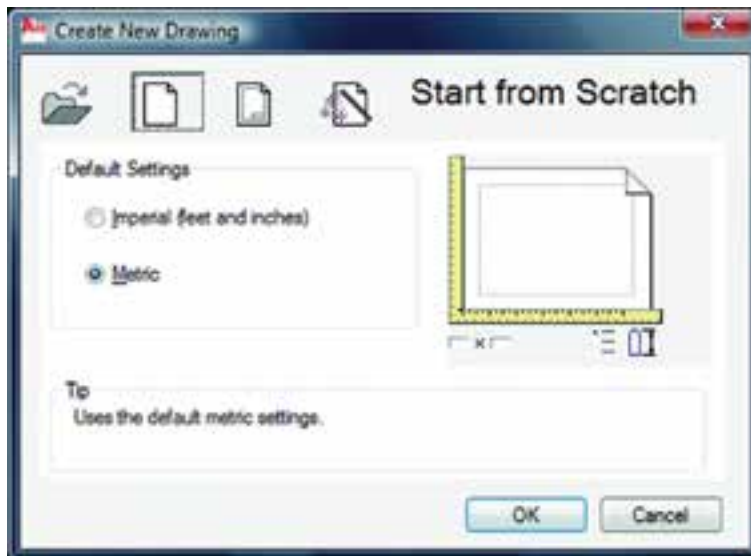 Create New Drawing
Start from Scratch
Default Settings
Imperial (feet and inches)
Metric
Tip
Uses the default metric settings.
OK
Cancel